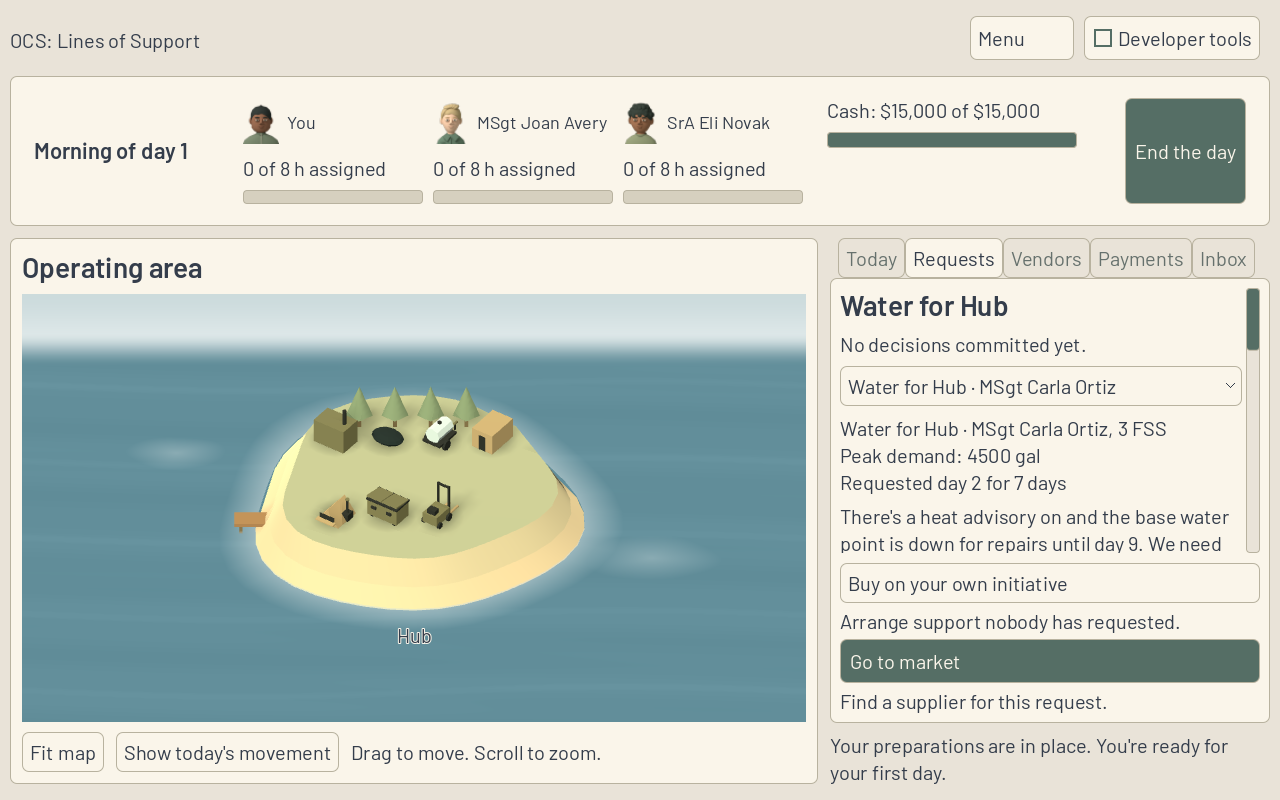 OCS: Lines of Support
Menu
Developer tools
Morning of day 1
You
0 of 8 h assigned
MSgt Joan Avery
0 of 8 h assigned
SrA Eli Novak
0 of 8 h assigned
Cash: $15,000 of $15,000
End the day
Operating area
Hub
Fit map
Show today's movement
Drag to move. Scroll to zoom.
Today
Requests
Vendors
Payments
Inbox
Water for Hub
No decisions committed yet.
Water for Hub · MSgt Carla Ortiz
Water for Hub · MSgt Carla Ortiz, 3 FSS
Peak demand: 4500 gal
Requested day 2 for 7 days
There's a heat advisory on and the base water
point is down for repairs until day 9. We need
Buy on your own initiative
Arrange support nobody has requested.
Go to market
Find a supplier for this request.
Your preparations are in place. You're ready for
your first day.